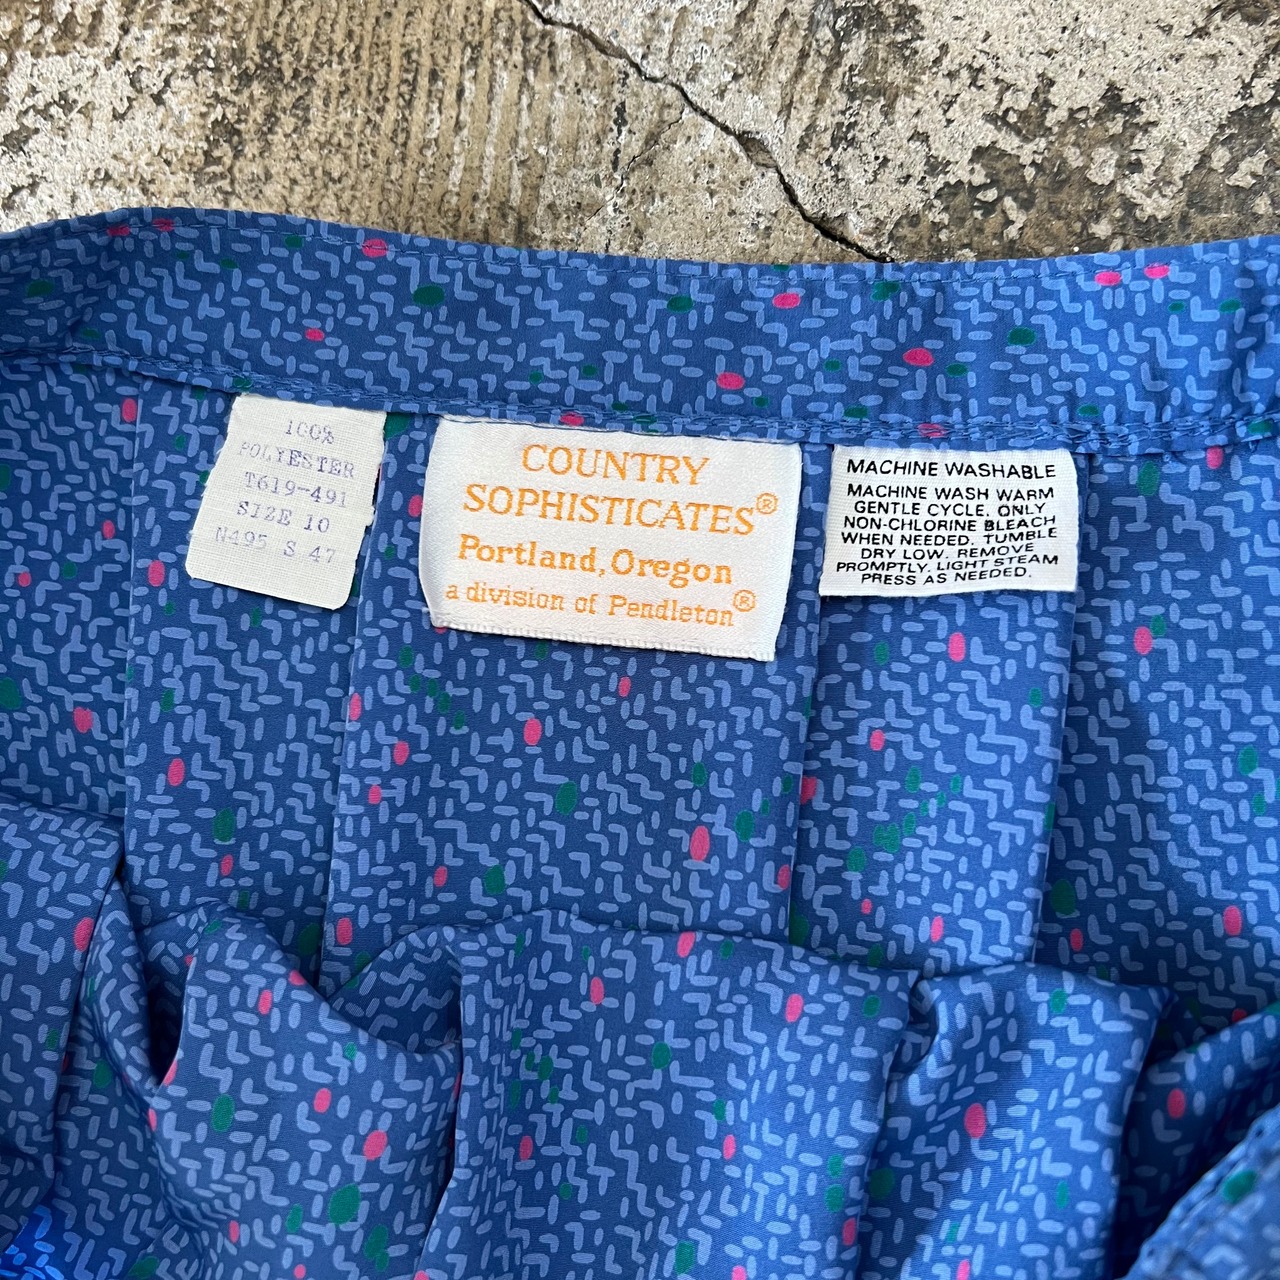 100%
POLYESTER
T619-491
SIZE 10
N495 S 47
COUNTRY
SOPHISTICATES®
Portland, Oregon
a division of Pendleton®
MACHINE WASHABLE
MACHINE WASH WARM
GENTLE CYCLE. ONLY
NON-CHLORINE BLEACH
WHEN NEEDED. TUMBLE
DRY LOW. REMOVE
PROMPTLY. LIGHT STEAM
PRESS AS NEEDED.